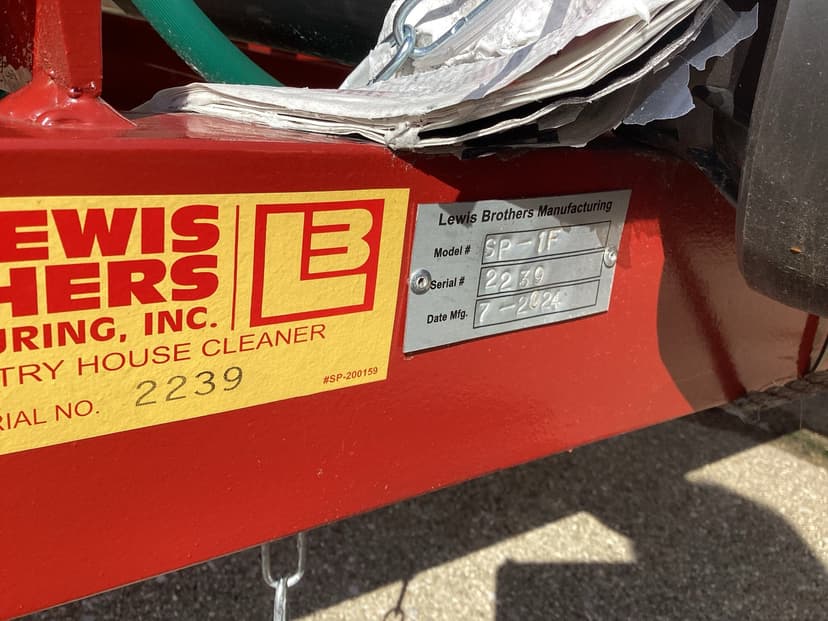 EWIS
HERS
URING, INC.
TRY HOUSE CLEANER
RIAL NO. 2239
#SP-200159
LB
Lewis Brothers Manufacturing
Model # SP-1F
Serial # 2239
Date Mfg. 7-2024